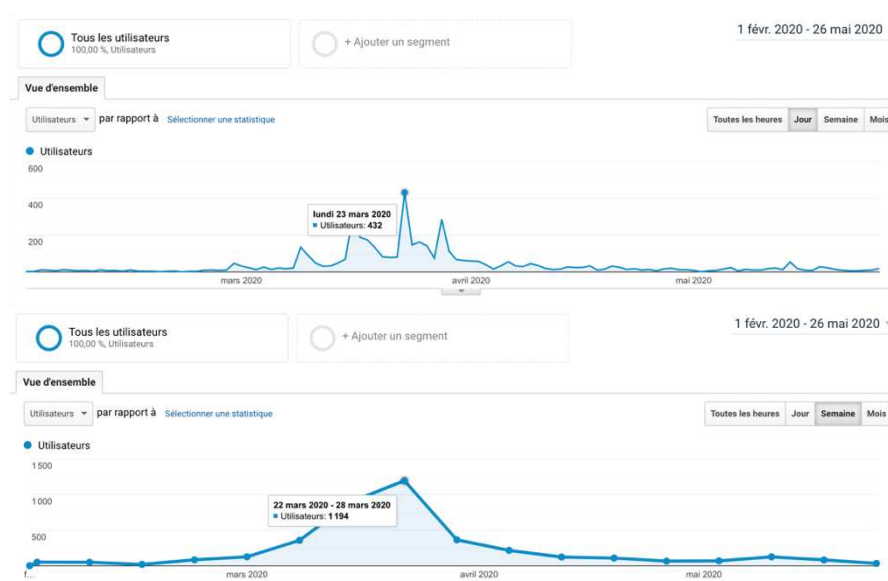 Tous les utilisateurs
100,00 %, Utilisateurs
+ Ajouter un segment
1 févr. 2020 - 26 mai 2020
Vue d'ensemble
Utilisateurs par rapport à Sélectionner une statistique
Toutes les heures Jour Semaine Mois
Utilisateurs
600
400
200
lundi 23 mars 2020
Utilisateurs: 432
mars 2020 avril 2020 mai 2020
Tous les utilisateurs
100,00 %, Utilisateurs
+ Ajouter un segment
1 févr. 2020 - 26 mai 2020
Vue d'ensemble
Utilisateurs par rapport à Sélectionner une statistique
Toutes les heures Jour Semaine Mois
Utilisateurs
1 500
1 000
500
22 mars 2020 - 28 mars 2020
Utilisateurs: 1 194
f... mars 2020 avril 2020 mai 2020